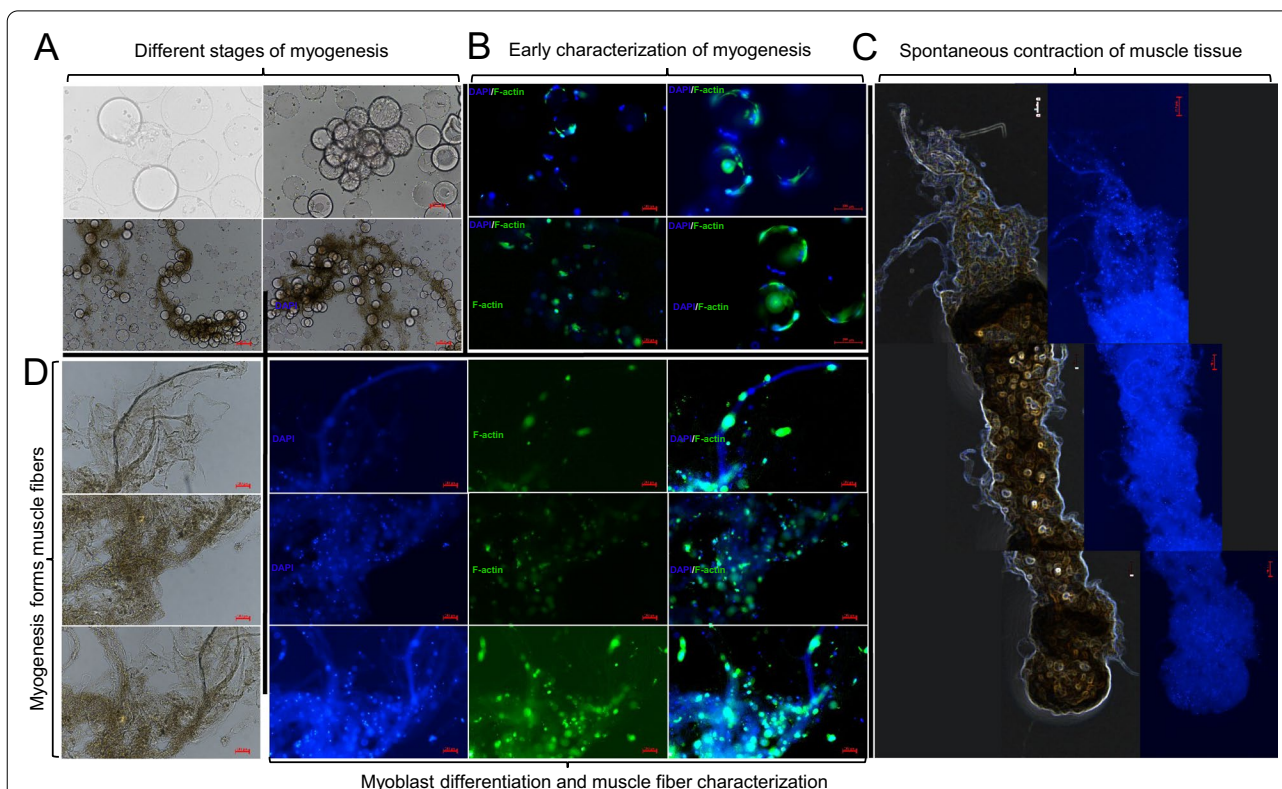 A
Different stages of myogenesis
B
Early characterization of myogenesis
C
Spontaneous contraction of muscle tissue
DAPI/F-actin
DAPI/F-actin
DAPI/F-actin
F-actin
DAPI/F-actin
DAPI
D
Myogenesis forms muscle fibers
DAPI
F-actin
DAPI/F-actin
DAPI
F-actin
DAPI/F-actin
Myoblast differentiation and muscle fiber characterization